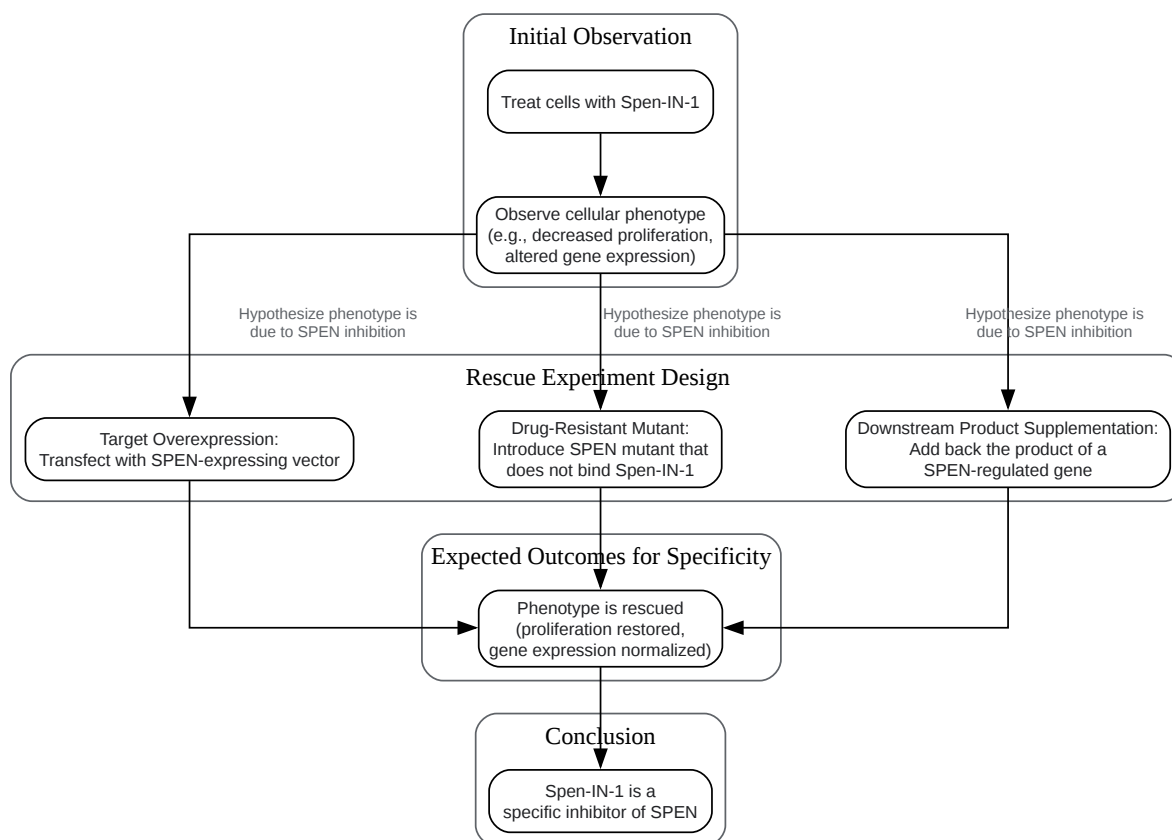 Initial Observation
Treat cells with Spen-IN-1
Observe cellular phenotype
(e.g., decreased proliferation,
altered gene expression)
Hypothesize phenotype is
due to SPEN inhibition
Hypothesize phenotype is
due to SPEN inhibition
Hypothesize phenotype is
due to SPEN inhibition
Rescue Experiment Design
Target Overexpression:
Transfect with SPEN-expressing vector
Drug-Resistant Mutant:
Introduce SPEN mutant that
does not bind Spen-IN-1
Downstream Product Supplementation:
Add back the product of a
SPEN-regulated gene
Expected Outcomes for Specificity
Phenotype is rescued
(proliferation restored,
gene expression normalized)
Conclusion
Spen-IN-1 is a
specific inhibitor of SPEN